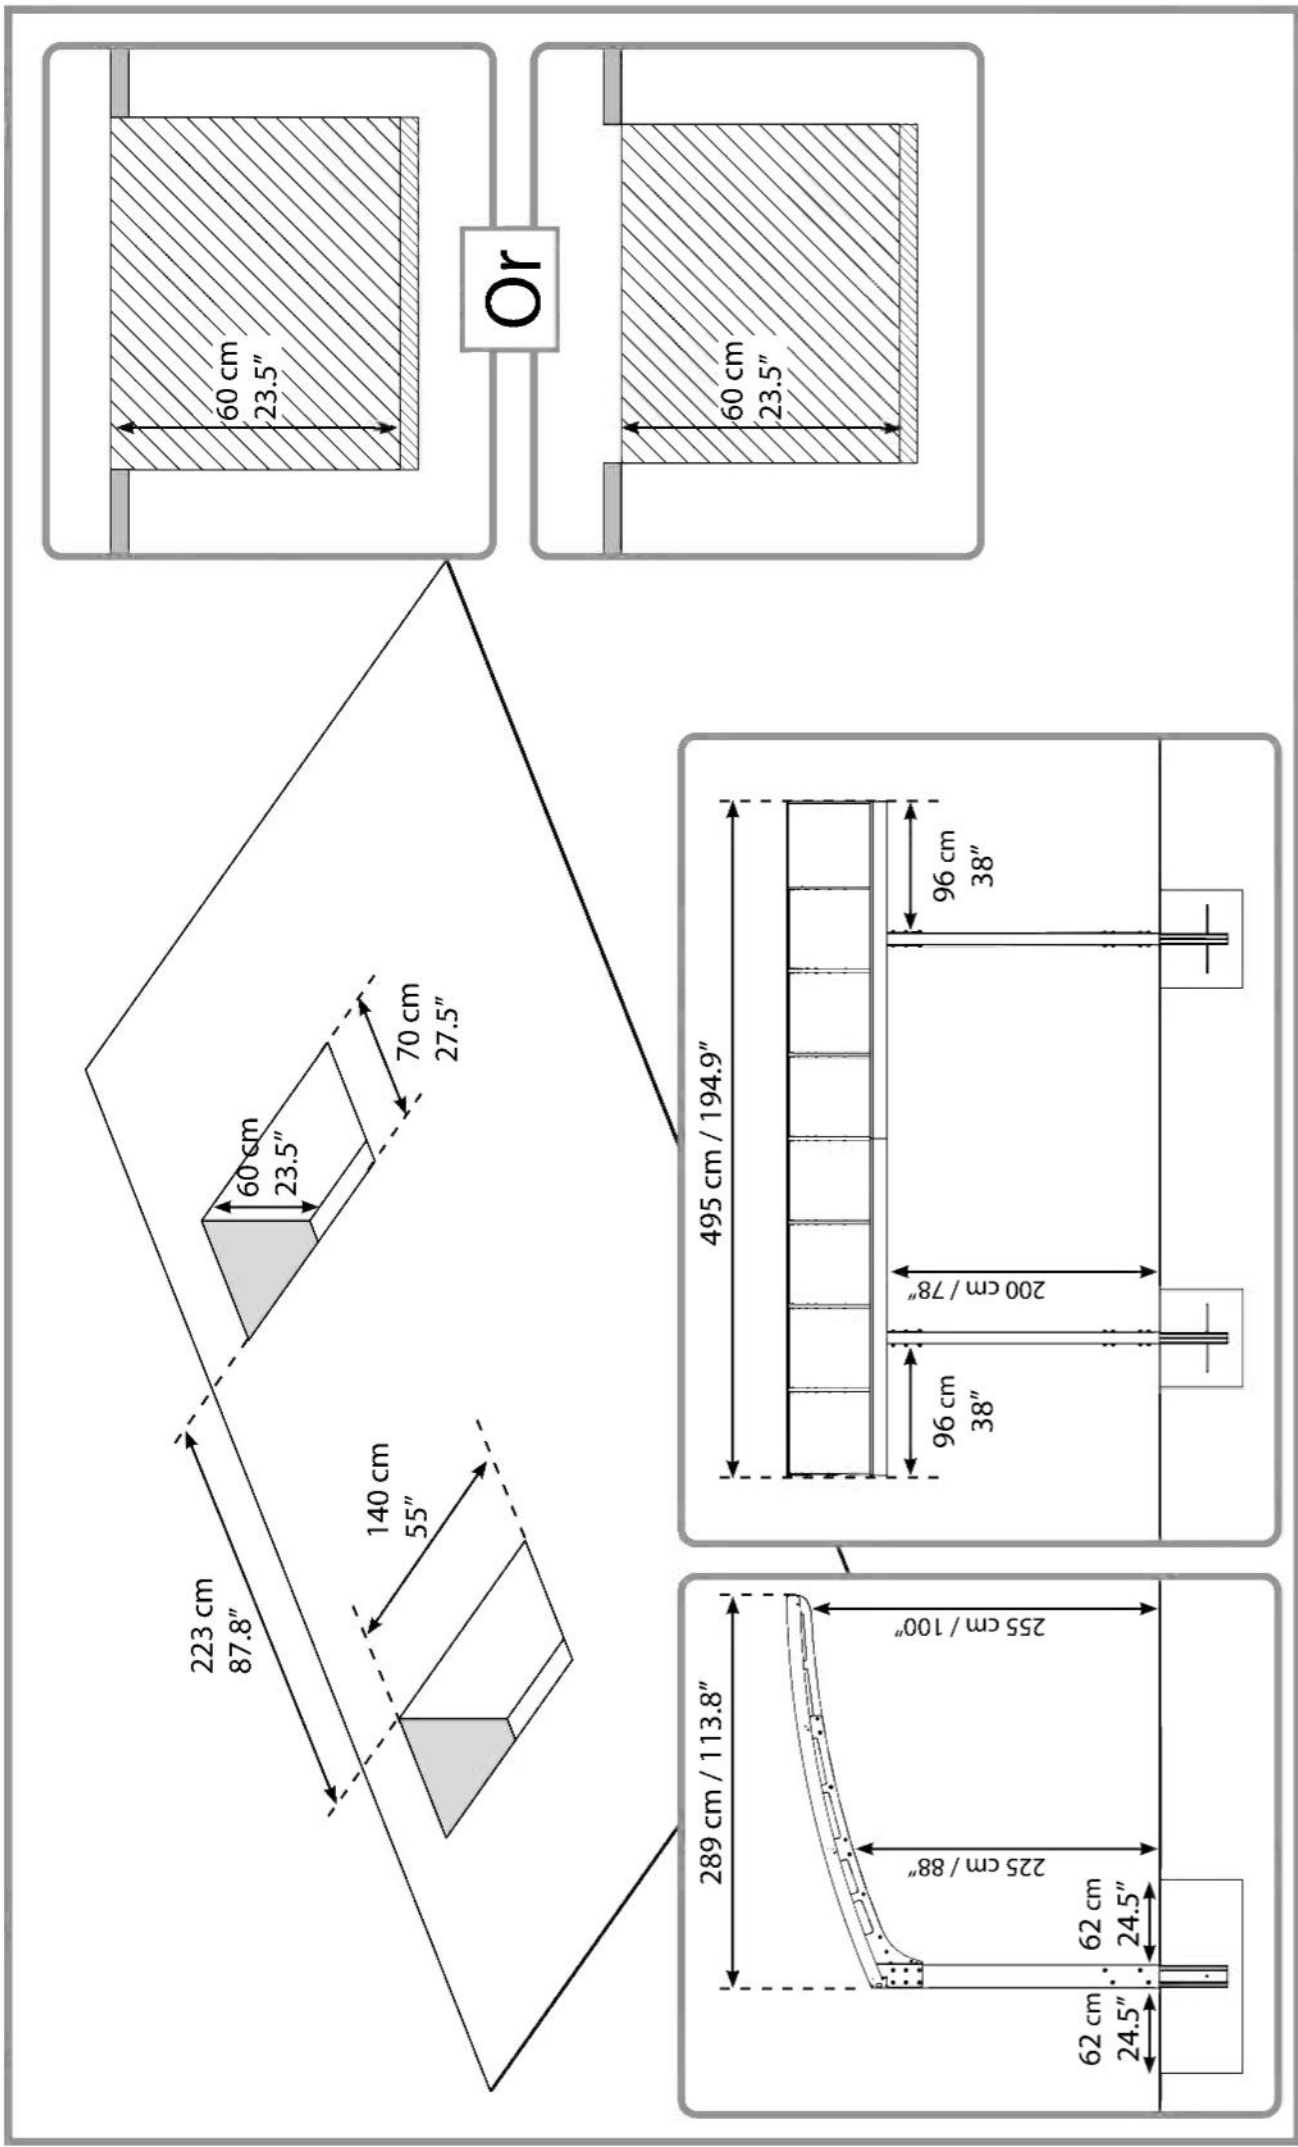 60 cm
23.5”
Or
60 cm
23.5”
60 cm
23.5”
70 cm
27.5”
223 cm
87.8”
140 cm
55”
289 cm / 113.8”
255 cm / 100”
225 cm / 88”
62 cm
24.5”
62 cm
24.5”
495 cm / 194.9”
96 cm
38”
200 cm / 78”
96 cm
38”